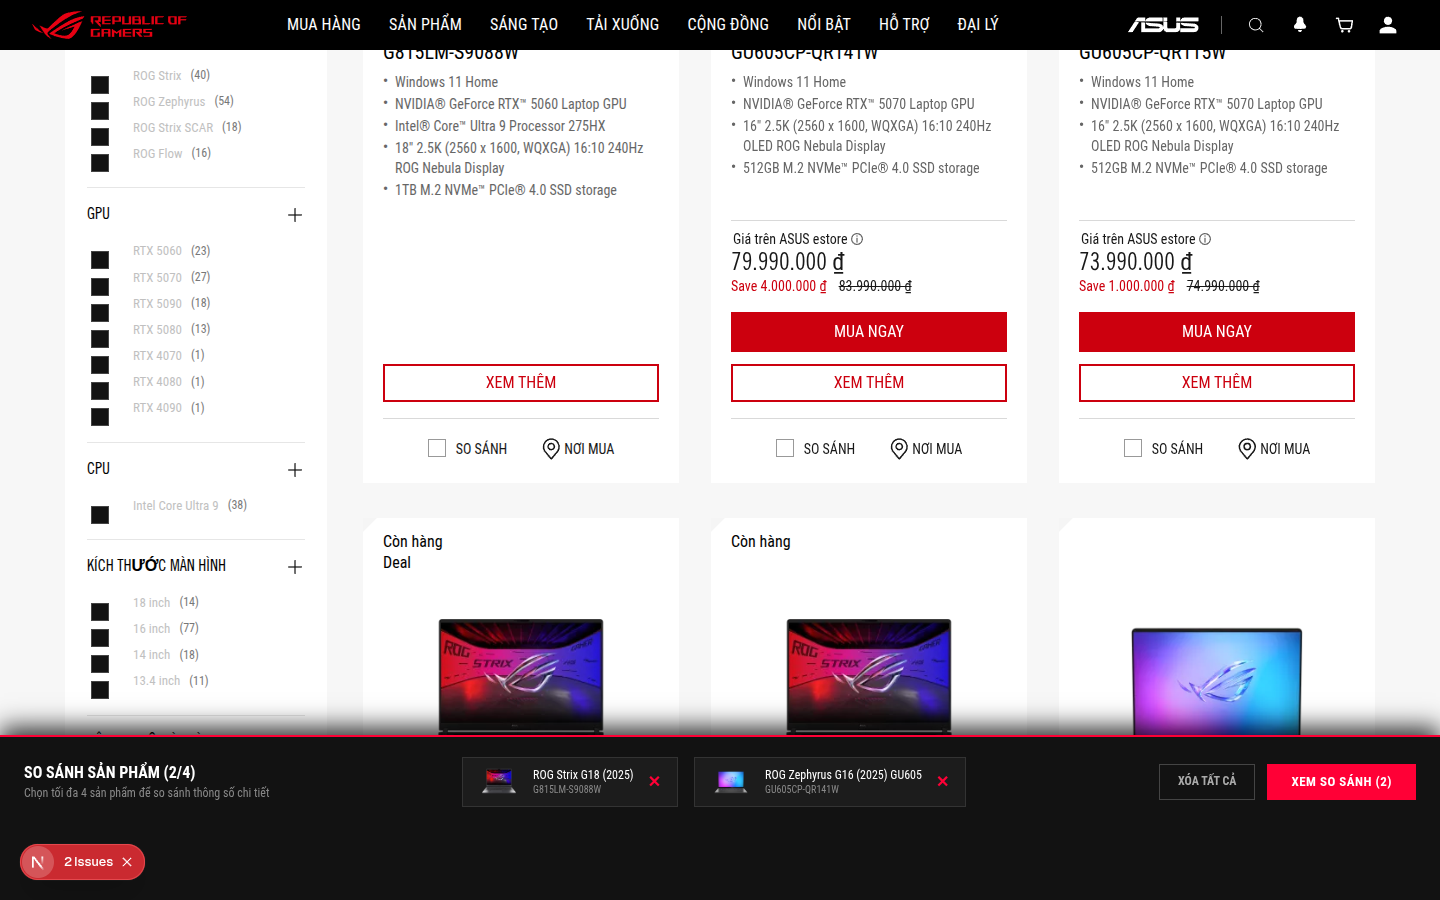 REPUBLIC OF
GAMERS
MUA HÀNG
SẢN PHẨM
SÁNG TẠO
TẢI XUỐNG
CỘNG ĐỒNG
NỔI BẬT
HỖ TRỢ
ĐẠI LÝ
ASUS
ROG Strix (40)
ROG Zephyrus (54)
ROG Strix SCAR (18)
ROG Flow (16)
GPU
RTX 5060 (23)
RTX 5070 (27)
RTX 5090 (18)
RTX 5080 (13)
RTX 4070 (1)
RTX 4080 (1)
RTX 4090 (1)
CPU
Intel Core Ultra 9 (38)
KÍCH THƯỚC MÀN HÌNH
18 inch (14)
16 inch (77)
14 inch (18)
13.4 inch (11)
G815LM-S9088W
• Windows 11 Home
• NVIDIA® GeForce RTX™ 5060 Laptop GPU
• Intel® Core™ Ultra 9 Processor 275HX
• 18" 2.5K (2560 x 1600, WQXGA) 16:10 240Hz
ROG Nebula Display
• 1TB M.2 NVMe™ PCIe® 4.0 SSD storage
XEM THÊM
SO SÁNH
NƠI MUA
GU605CP-QR141W
• Windows 11 Home
• NVIDIA® GeForce RTX™ 5070 Laptop GPU
• 16" 2.5K (2560 x 1600, WQXGA) 16:10 240Hz
OLED ROG Nebula Display
• 512GB M.2 NVMe™ PCIe® 4.0 SSD storage
Giá trên ASUS estore
79.990.000 ₫
Save 4.000.000 ₫ 83.990.000 ₫
MUA NGAY
XEM THÊM
SO SÁNH
NƠI MUA
GU605CP-QR115W
• Windows 11 Home
• NVIDIA® GeForce RTX™ 5070 Laptop GPU
• 16" 2.5K (2560 x 1600, WQXGA) 16:10 240Hz
OLED ROG Nebula Display
• 512GB M.2 NVMe™ PCIe® 4.0 SSD storage
Giá trên ASUS estore
73.990.000 ₫
Save 1.000.000 ₫ 74.990.000 ₫
MUA NGAY
XEM THÊM
SO SÁNH
NƠI MUA
Còn hàng
Deal
ROG
STRIX
Còn hàng
ROG
STRIX
SO SÁNH SẢN PHẨM (2/4)
Chọn tối đa 4 sản phẩm để so sánh thông số chi tiết
ROG Strix G18 (2025)
G815LM-S9088W
ROG Zephyrus G16 (2025) GU605
GU605CP-QR141W
XÓA TẤT CẢ
XEM SO SÁNH (2)
N
2 Issues